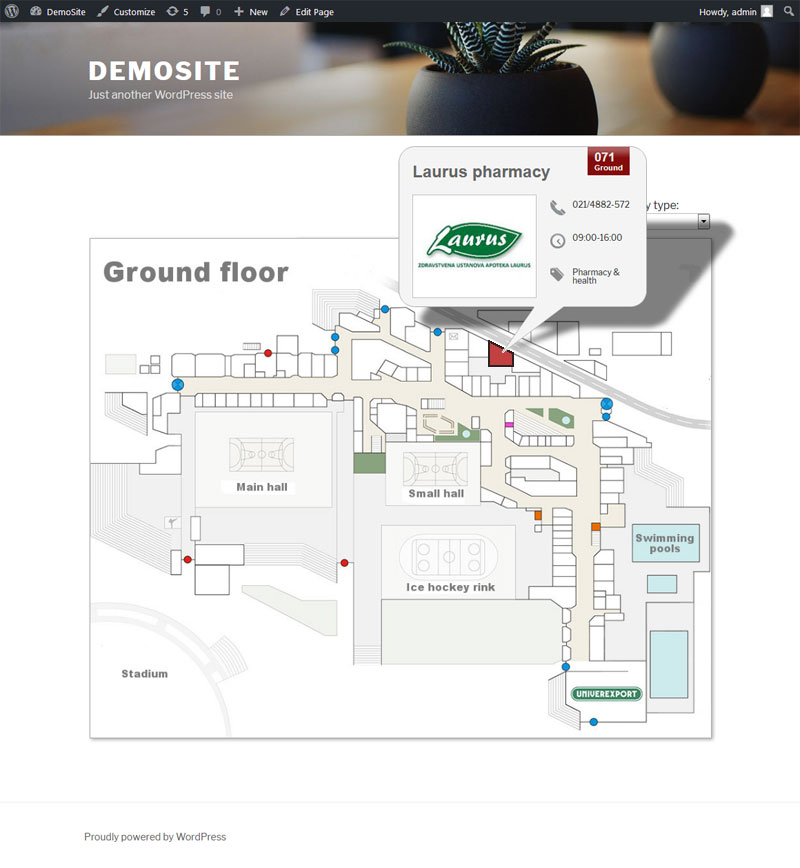 DemoSite Customize 5 0 New Edit Page Howdy, admin
DEMOSITE
Just another WordPress site
Laurus pharmacy
071
Ground
021/4882-572
09:00-16:00
Pharmacy &
health
Laurus
ZDRAVSTVENA USTANOVA APOTEKA LAURUS
y type:
Ground floor
Main hall
Small hall
Swimming
pools
Ice hockey rink
Stadium
UNIVEREXPORT
Proudly powered by WordPress